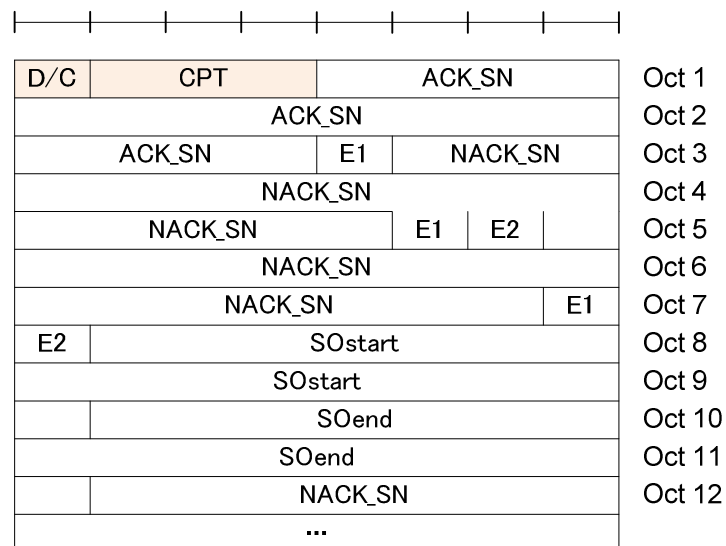 D/C CPT ACK_SN Oct 1
ACK_SN Oct 2
ACK_SN E1 NACK_SN Oct 3
NACK_SN Oct 4
NACK_SN E1 E2 Oct 5
NACK_SN Oct 6
NACK_SN E1 Oct 7
E2 SOstart Oct 8
SOstart Oct 9
SOend Oct 10
SOend Oct 11
NACK_SN Oct 12
...